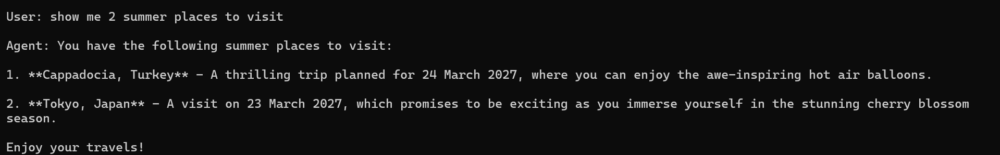 User: show me 2 summer places to visit
Agent: You have the following summer places to visit:
1. **Cappadocia, Turkey** – A thrilling trip planned for 24 March 2027, where you can enjoy the awe-inspiring hot air balloons.
2. **Tokyo, Japan** – A visit on 23 March 2027, which promises to be exciting as you immerse yourself in the stunning cherry blossom
season.
Enjoy your travels!